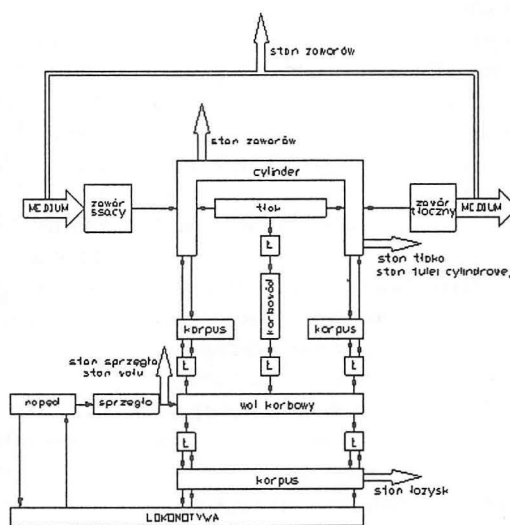 stan zaworów
stan zaworów
cylinder
MEDIUM
zawór
ssący
tłok
zawór
tłoczny
MEDIUM
Ł
stan tłoka
stan tulei cylindrowej
korbowód
korpus
korpus
stan sprzęgła
stan wału
Ł
Ł
Ł
napęd
sprzęgło
wał korbowy
Ł
Ł
korpus
stan łożysk
LOKOMOTYWA